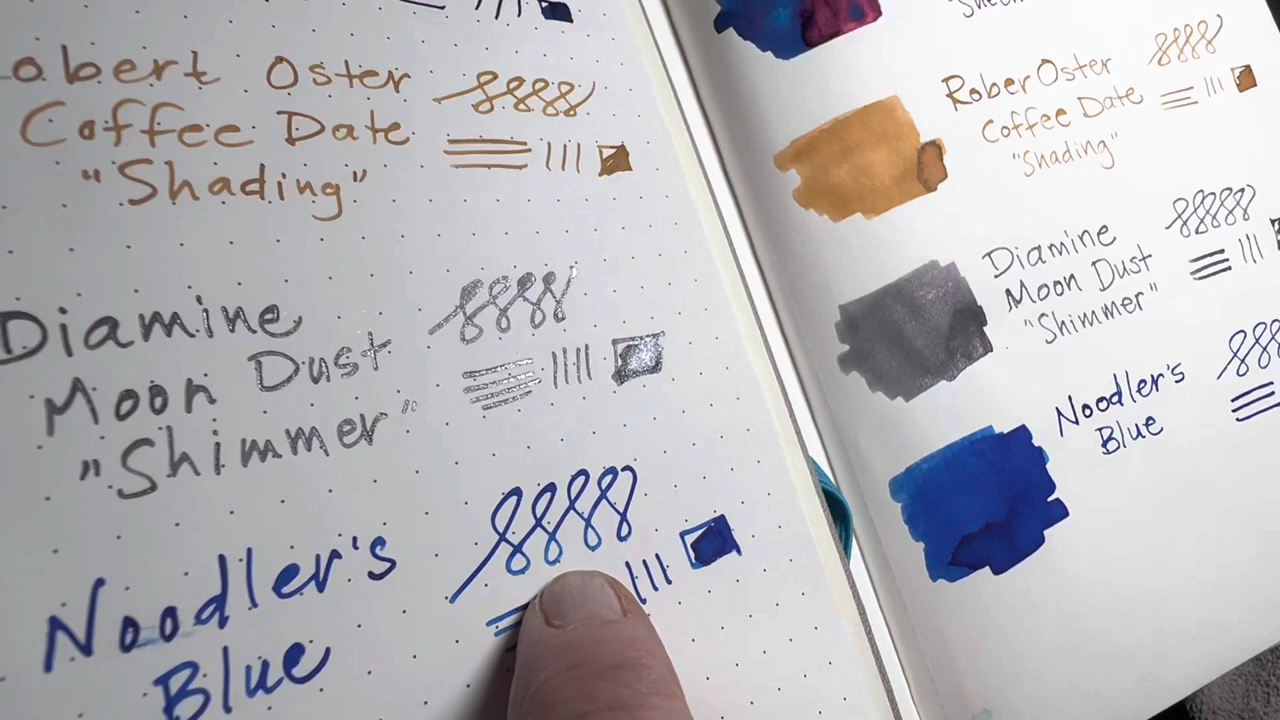 obert Oster
Coffee Date
"Shading"
Diamine
Moon Dust
"Shimmer"
Noodler's
Blue
Rober Oster
Coffee Date
"Shading"
Diamine
Moon Dust
"Shimmer"
Noodler's
Blue